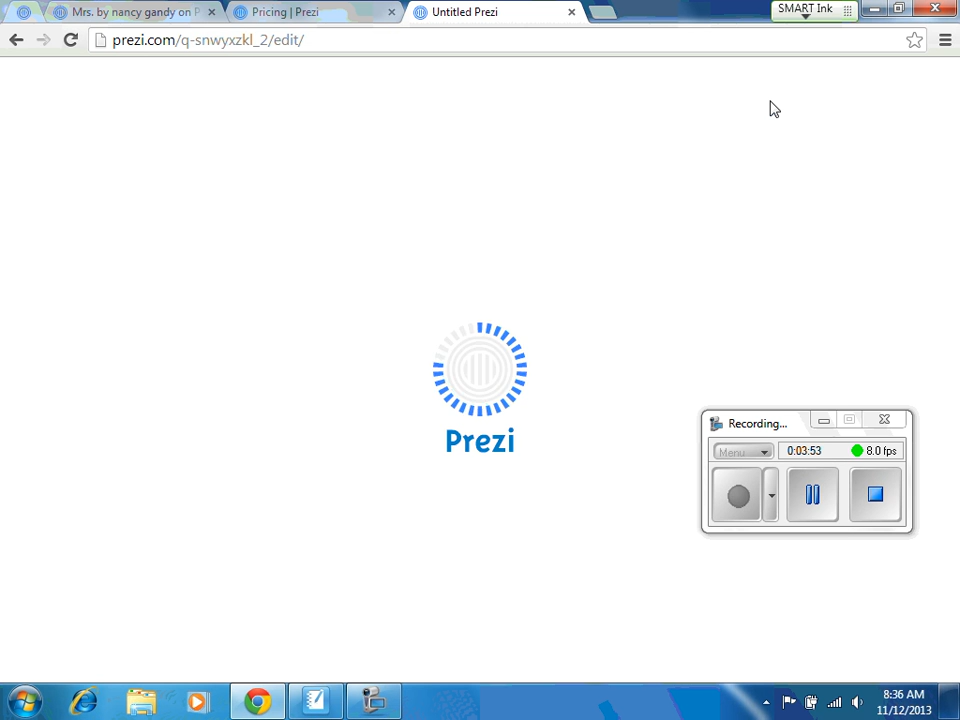 Mrs. by nancy gandy on P
Pricing | Prezi
Untitled Prezi
SMART Ink
prezi.com/q-snwyxzkl_2/edit/
Prezi
Recording...
Menu
0:03:53
8.0 fps
8:36 AM
11/12/2013